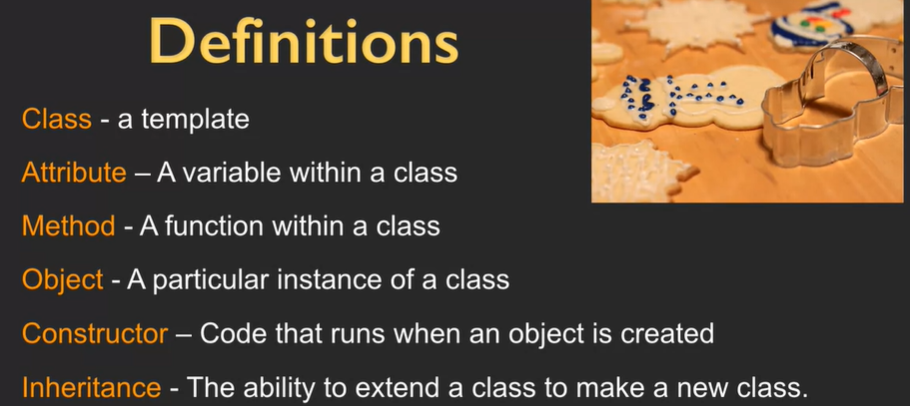 Definitions
Class - a template
Attribute – A variable within a class
Method - A function within a class
Object - A particular instance of a class
Constructor – Code that runs when an object is created
Inheritance - The ability to extend a class to make a new class.